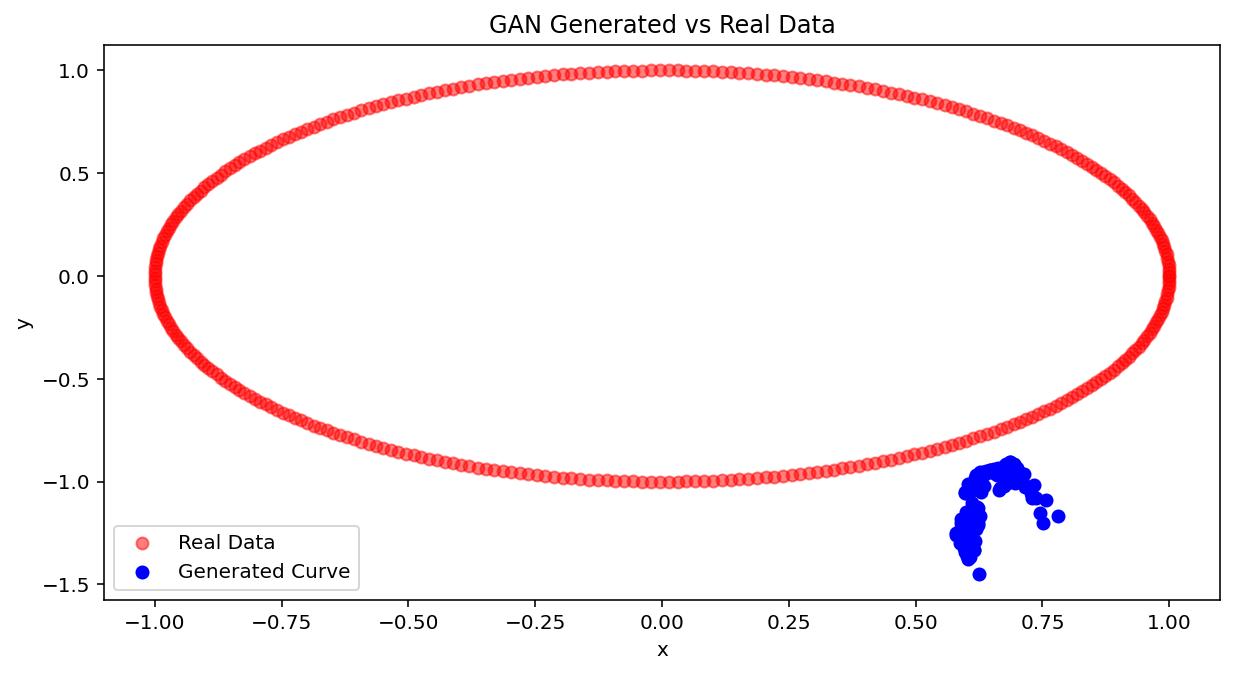 GAN Generated vs Real Data
1.0
0.5
0.0
−0.5
−1.0
−1.5
y
Real Data
Generated Curve
−1.00 −0.75 −0.50 −0.25 0.00 0.25 0.50 0.75 1.00
x